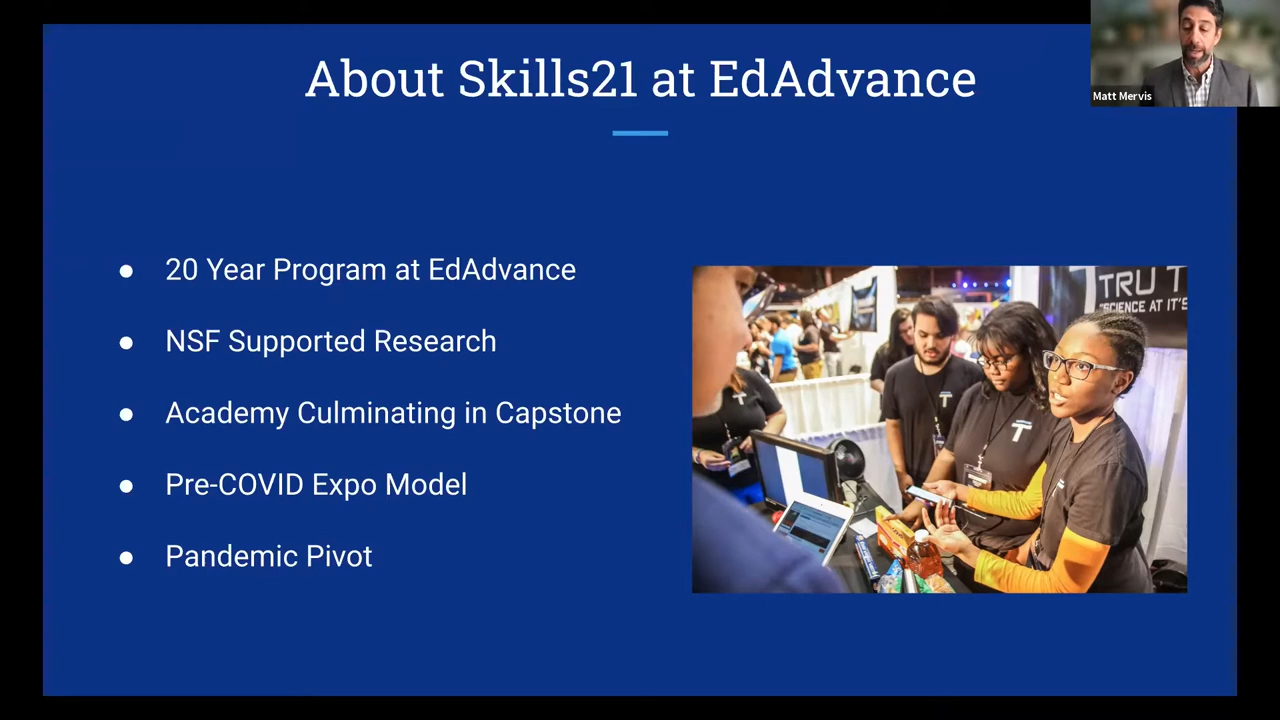 About Skills21 at EdAdvance
Matt Mervis
● 20 Year Program at EdAdvance
● NSF Supported Research
● Academy Culminating in Capstone
● Pre-COVID Expo Model
● Pandemic Pivot
TRU T
"SCIENCE AT IT'S